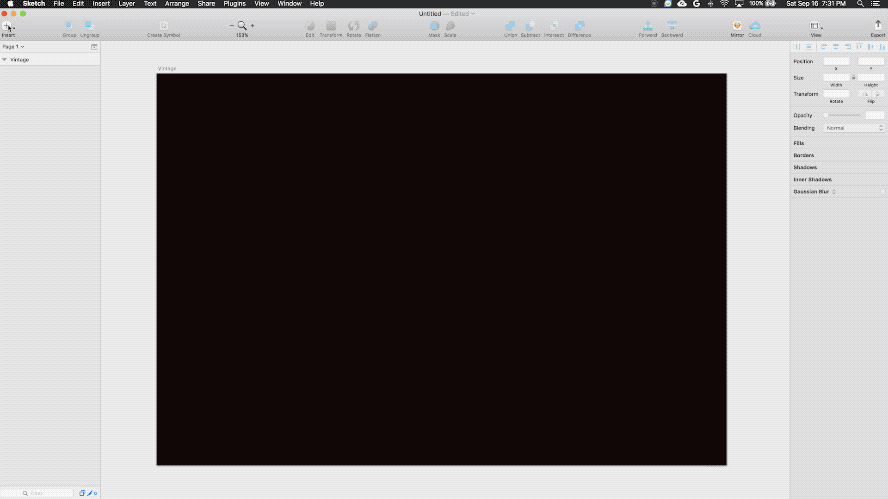 Sketch File Edit Insert Layer Text Arrange Share Plugins View Window Help 100% Sat Sep 16 7:31 PM
Untitled — Edited
Insert Group Ungroup Create Symbol 153% Edit Transform Rotate Flatten Mask Scale Union Subtract Intersect Difference Forward Backward Mirror Cloud View Export
Page 1
Vintage
Vintage
Position
X Y
Size
Width Height
Transform
Rotate Flip
Opacity
Blending Normal
Fills
Borders
Shadows
Inner Shadows
Gaussian Blur
Filter